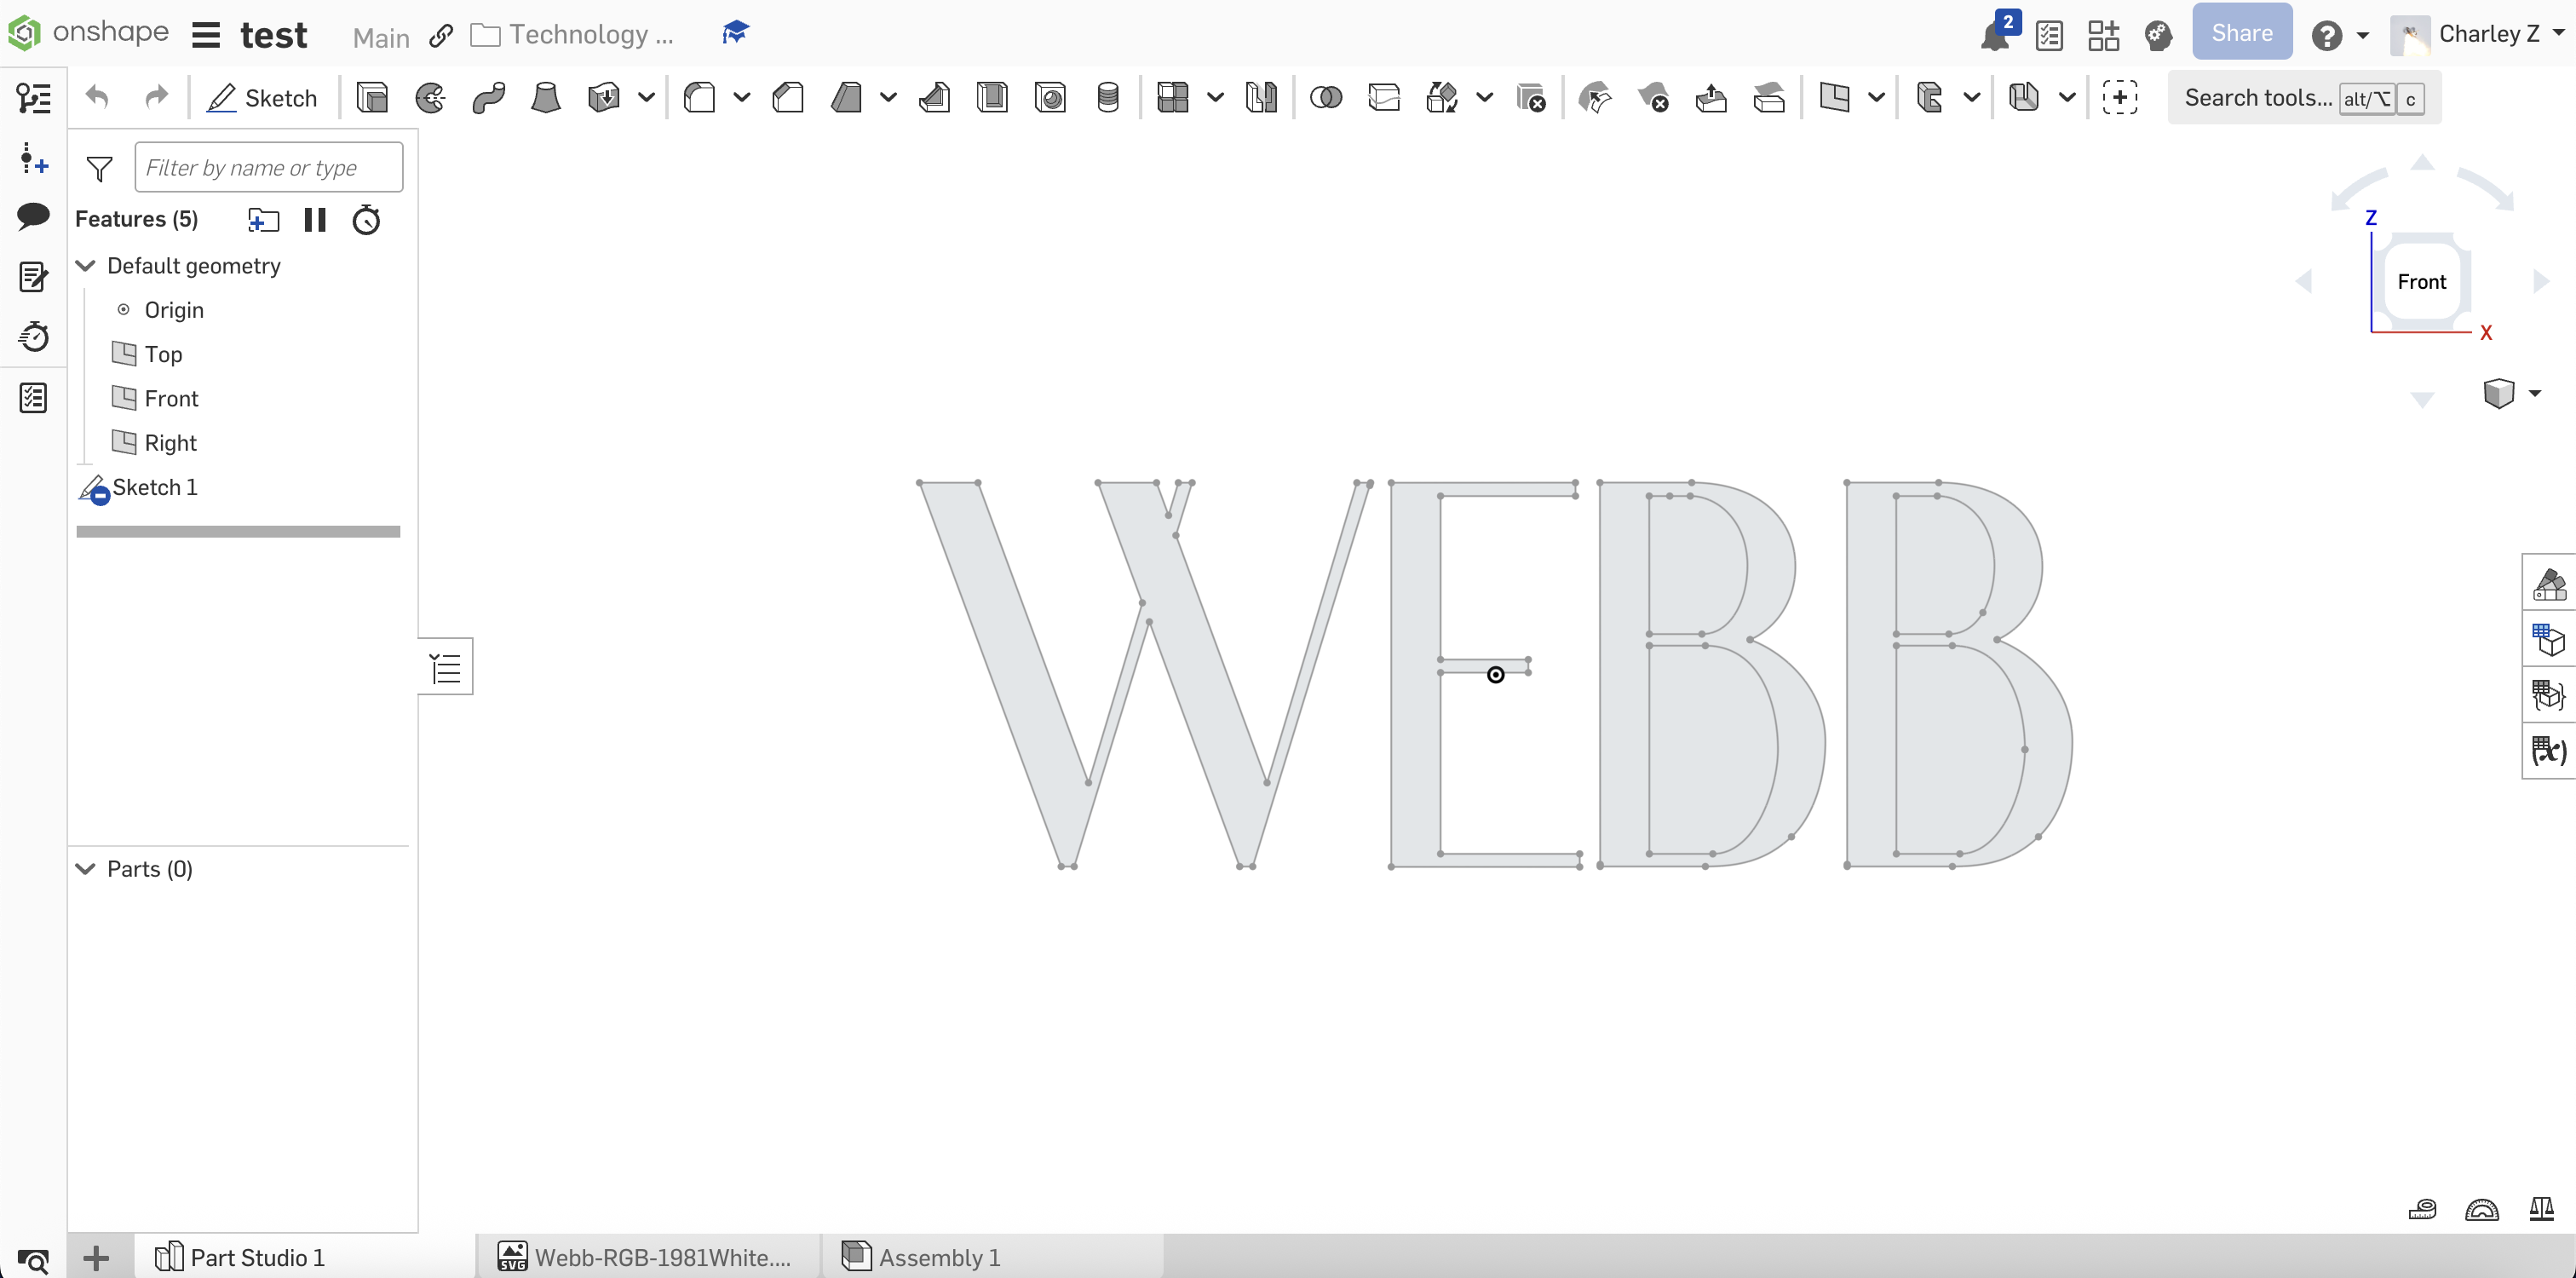 onshape test Main Technology ... 2 Share Charley Z
Sketch Search tools... alt/⌥ c
Filter by name or type
Features (5)
Default geometry
Origin
Top
Front
Right
Sketch 1
Parts (0)
Z
Front
X
WEBB
(x)
Part Studio 1 SVG Webb-RGB-1981White.... Assembly 1